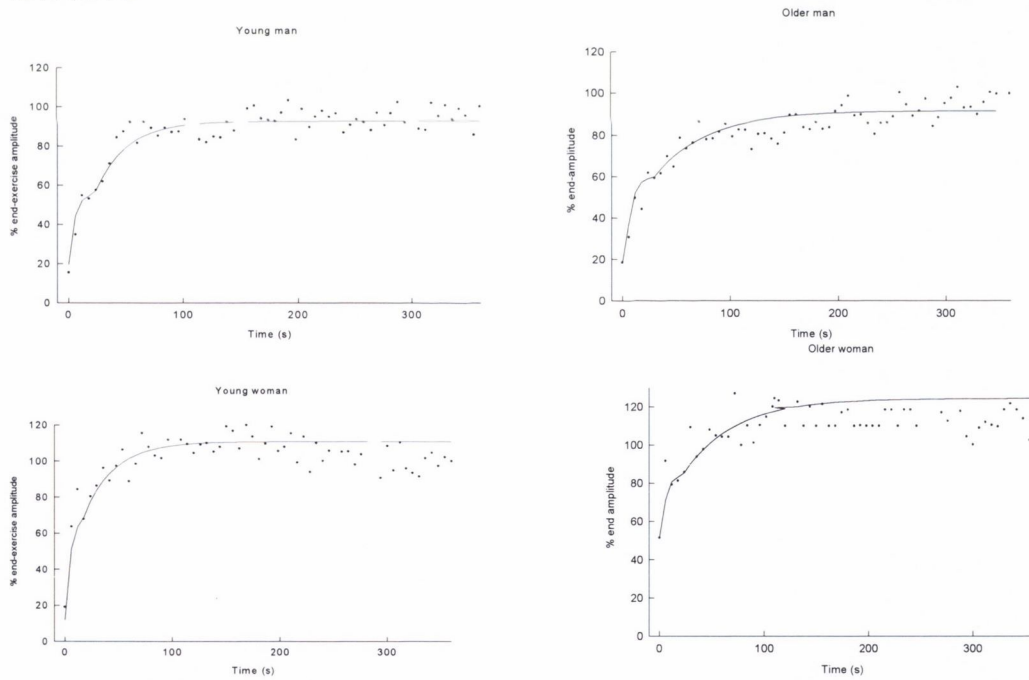 Young man
120
100
80
60
40
20
0
% end-exercise amplitude
0 100 200 300
Time (s)
Older man
120
100
80
60
40
20
0
% end-amplitude
0 100 200 300
Time (s)
Young woman
120
100
80
60
40
20
0
% end-exercise amplitude
0 100 200 300
Time (s)
Older woman
120
100
80
60
40
20
0
% end amplitude
0 100 200 300
Time (s)